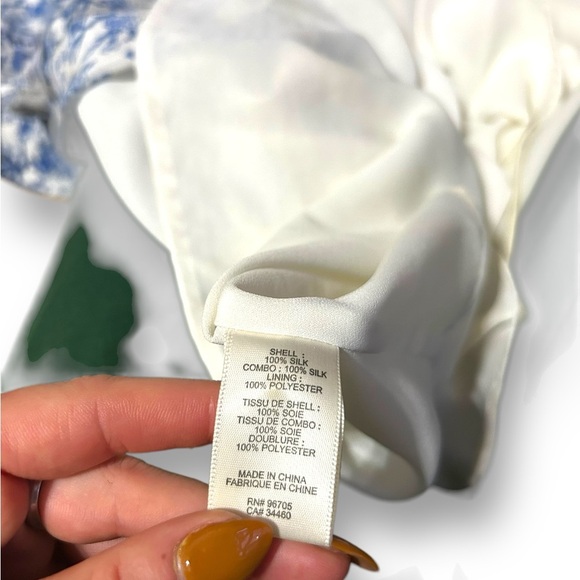 SHELL :
100% SILK
COMBO : 100% SILK
LINING :
100% POLYESTER
TISSU DE SHELL :
100% SOIE
TISSU DE COMBO :
100% SOIE
DOUBLURE :
100% POLYESTER
MADE IN CHINA
FABRIQUE EN CHINE
RN# 96705
CA# 34460